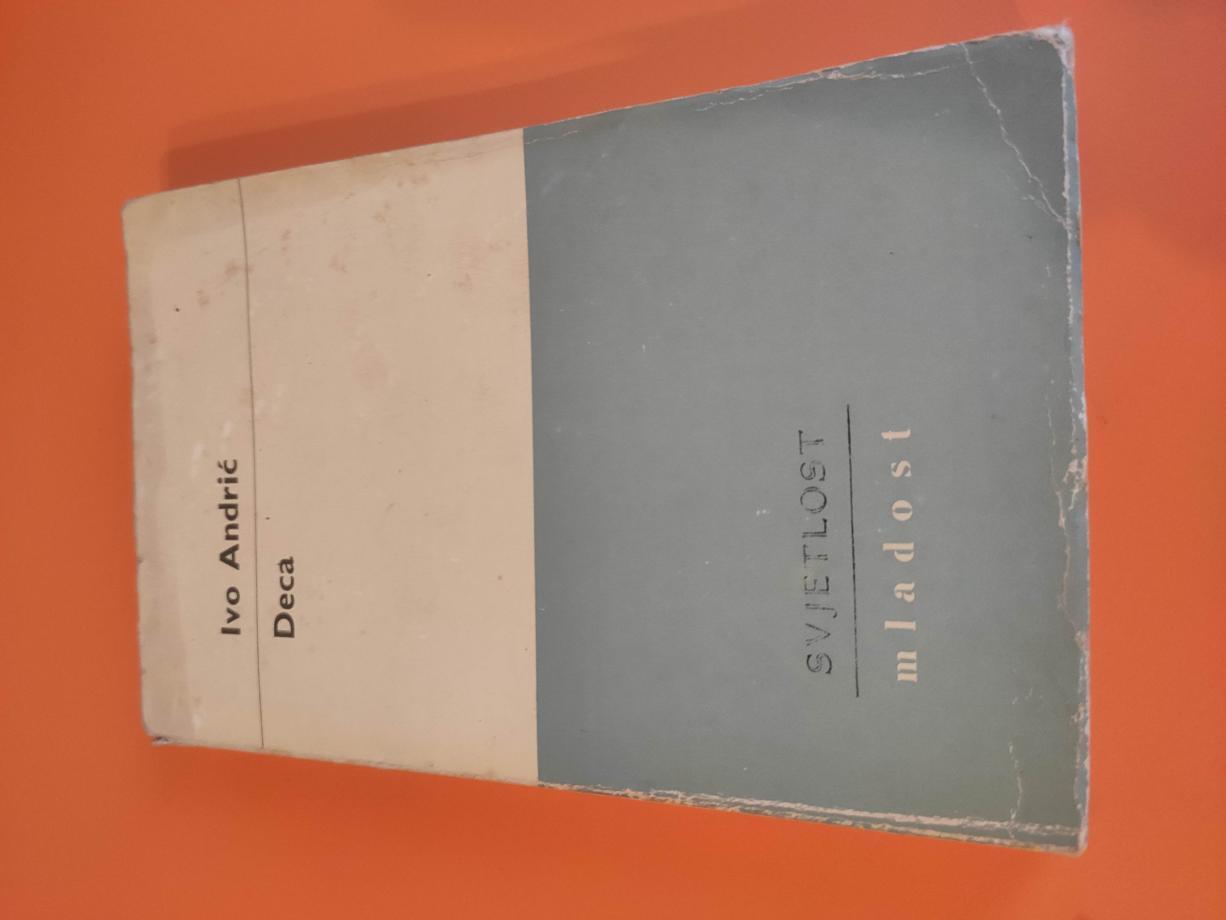 Ivo Andrić
Deca
SVJETLOST
mladost